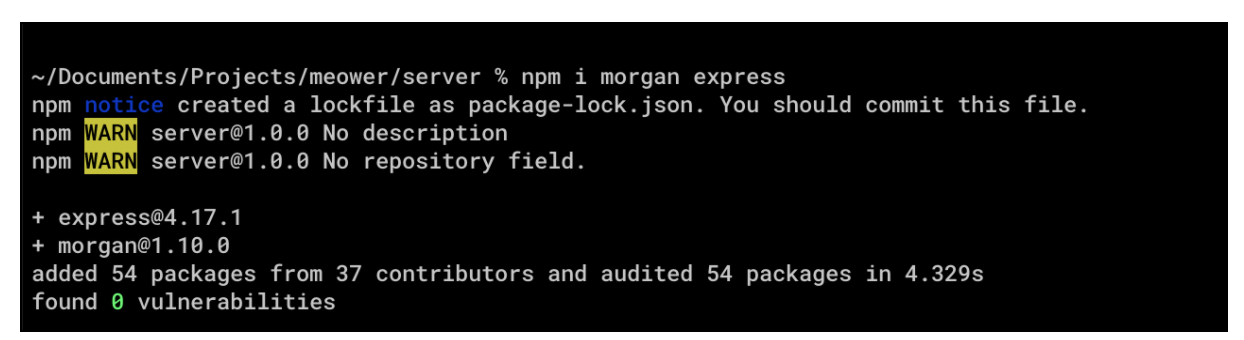 ~/Documents/Projects/meower/server % npm i morgan express
npm notice created a lockfile as package-lock.json. You should commit this file.
npm WARN server@1.0.0 No description
npm WARN server@1.0.0 No repository field.
+ express@4.17.1
+ morgan@1.10.0
added 54 packages from 37 contributors and audited 54 packages in 4.329s
found 0 vulnerabilities